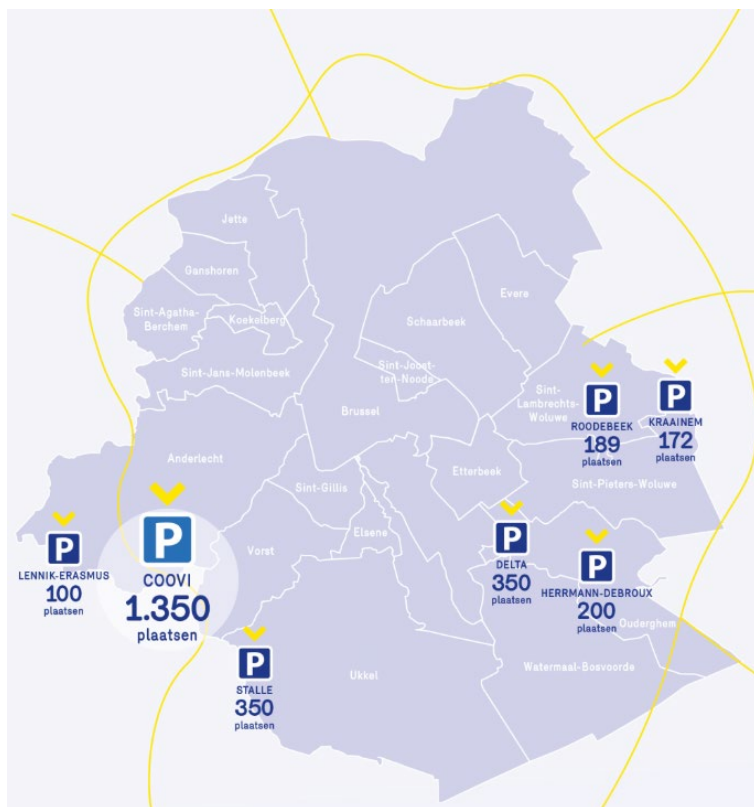 Jette
Ganshoren
Sint-Agatha-
Berchem
Koekelberg
Evere
Schaarbeek
Sint-Jans-Molenbeek
Sint-Joost-
ten-Noode
Sint-
Lambrechts-
Woluwe
Brussel
P
ROODEBEEK
189
plaatsen
P
KRAAINEM
172
plaatsen
Anderlecht
Etterbeek
Sint-Pieters-Woluwe
Sint-Gillis
Elsene
Vorst
P
LENNIK-ERASMUS
100
plaatsen
P
COOVI
1.350
plaatsen
P
DELTA
350
plaatsen
P
HERRMANN-DEBROUX
200
plaatsen
Ouderghem
P
STALLE
350
plaatsen
Ukkel
Watermaal-Bosvoorde